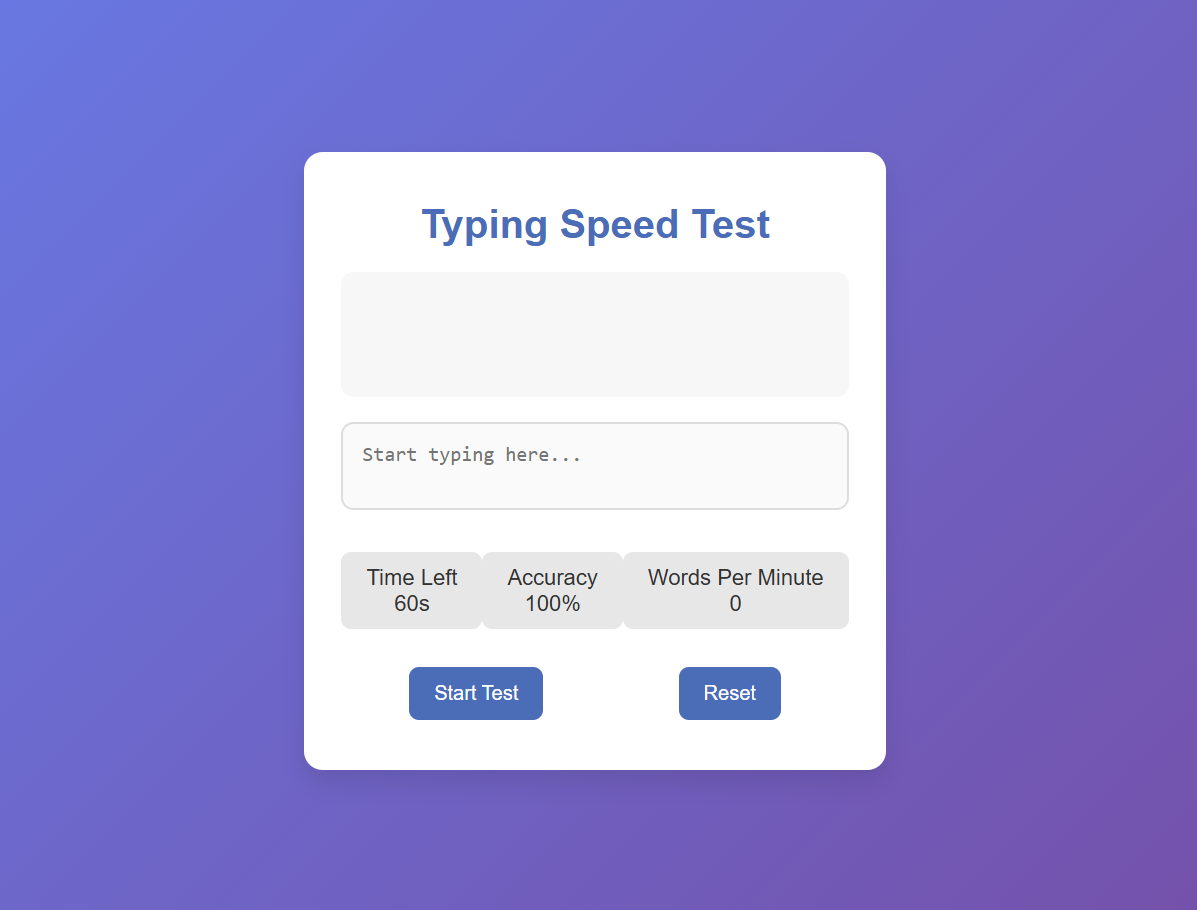 Typing Speed Test
Start typing here...
Time Left
60s
Accuracy
100%
Words Per Minute
0
Start Test
Reset